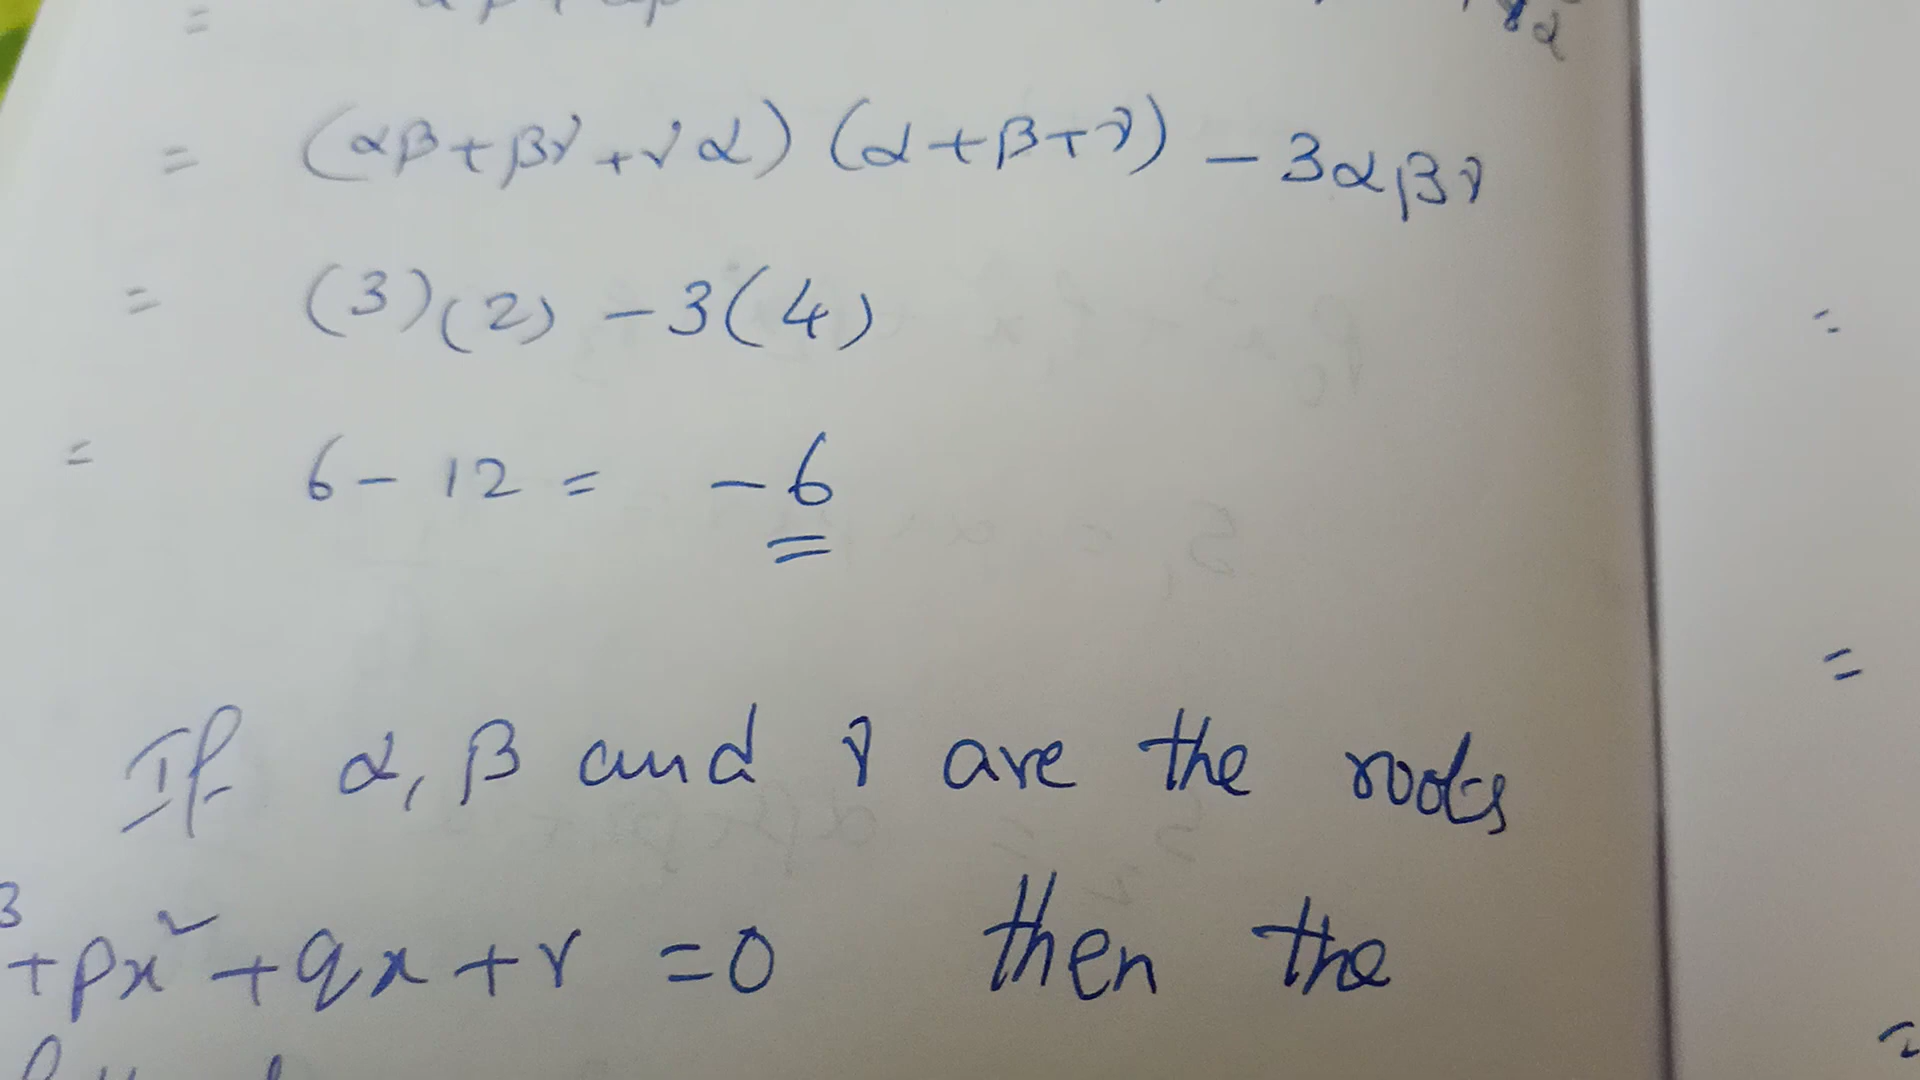 =
= (αβ+βγ+γα) (α+β+γ) - 3αβγ
= (3)(2) - 3(4)
= 6 - 12 = -6
If α, β and γ are the roots
3 + px² + qx + r = 0 then the
=